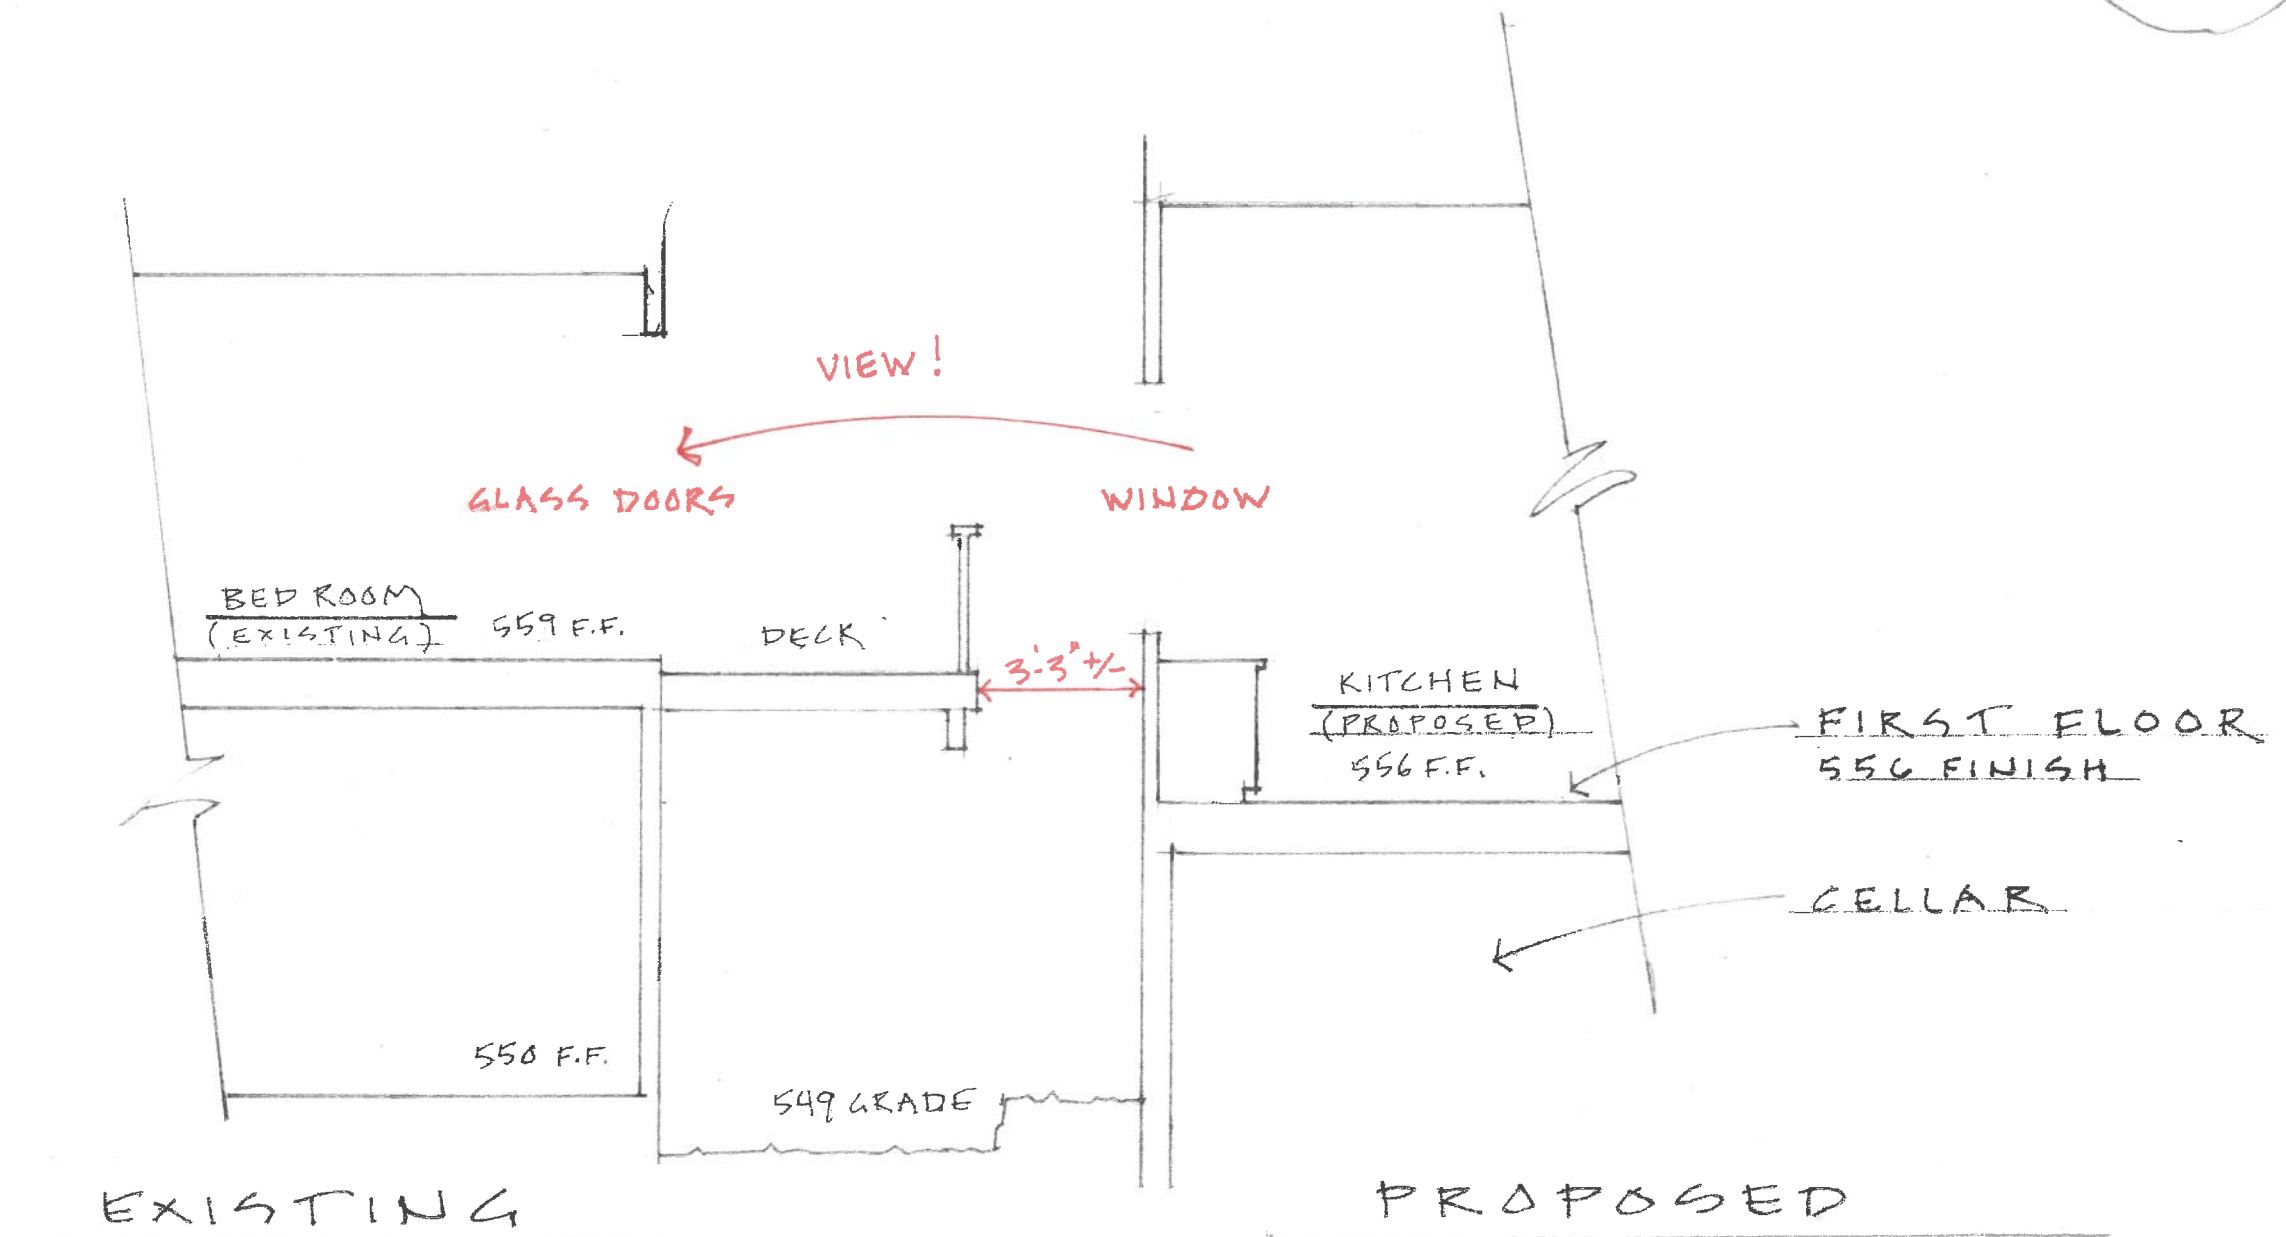 VIEW!
GLASS DOORS
WINDOW
BED ROOM
(EXISTING)
559 F.F.
DECK
3'-3" +/-
KITCHEN
(PROPOSED)
556 F.F.
FIRST FLOOR
556 FINISH
CELLAR
550 F.F.
549 GRADE
EXISTING
PROPOSED